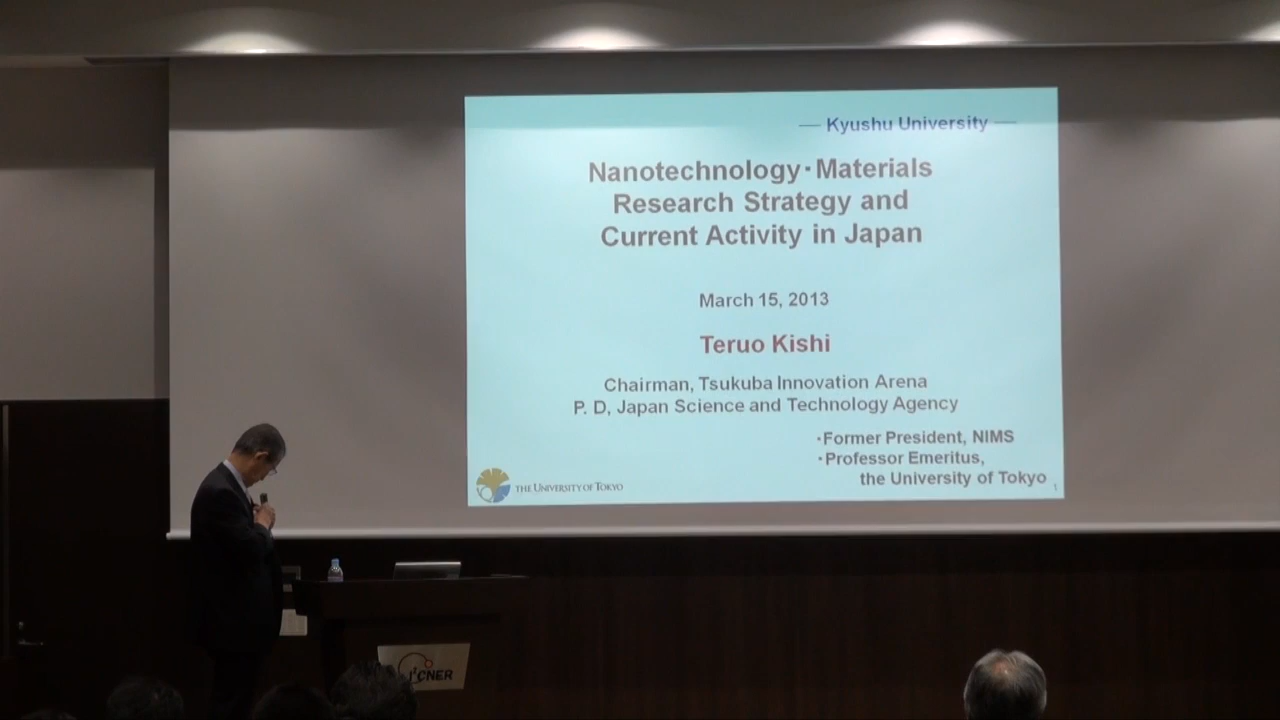 Kyushu University
Nanotechnology・Materials
Research Strategy and
Current Activity in Japan
March 15, 2013
Teruo Kishi
Chairman, Tsukuba Innovation Arena
P. D, Japan Science and Technology Agency
・Former President, NIMS
・Professor Emeritus,
the University of Tokyo
THE UNIVERSITY OF TOKYO
1
I²CNER